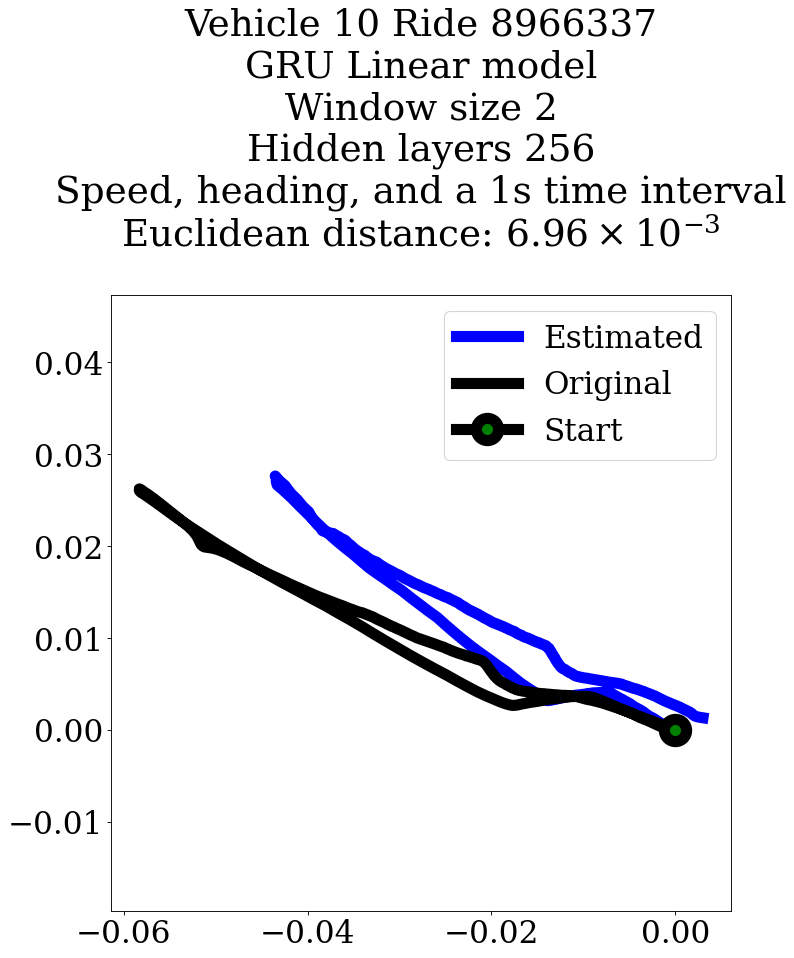 Vehicle 10 Ride 8966337
GRU Linear model
Window size 2
Hidden layers 256
Speed, heading, and a 1s time interval
Euclidean distance: 6.96 × 10⁻³
Estimated
Original
Start
0.04
0.03
0.02
0.01
0.00
−0.01
−0.06 −0.04 −0.02 0.00